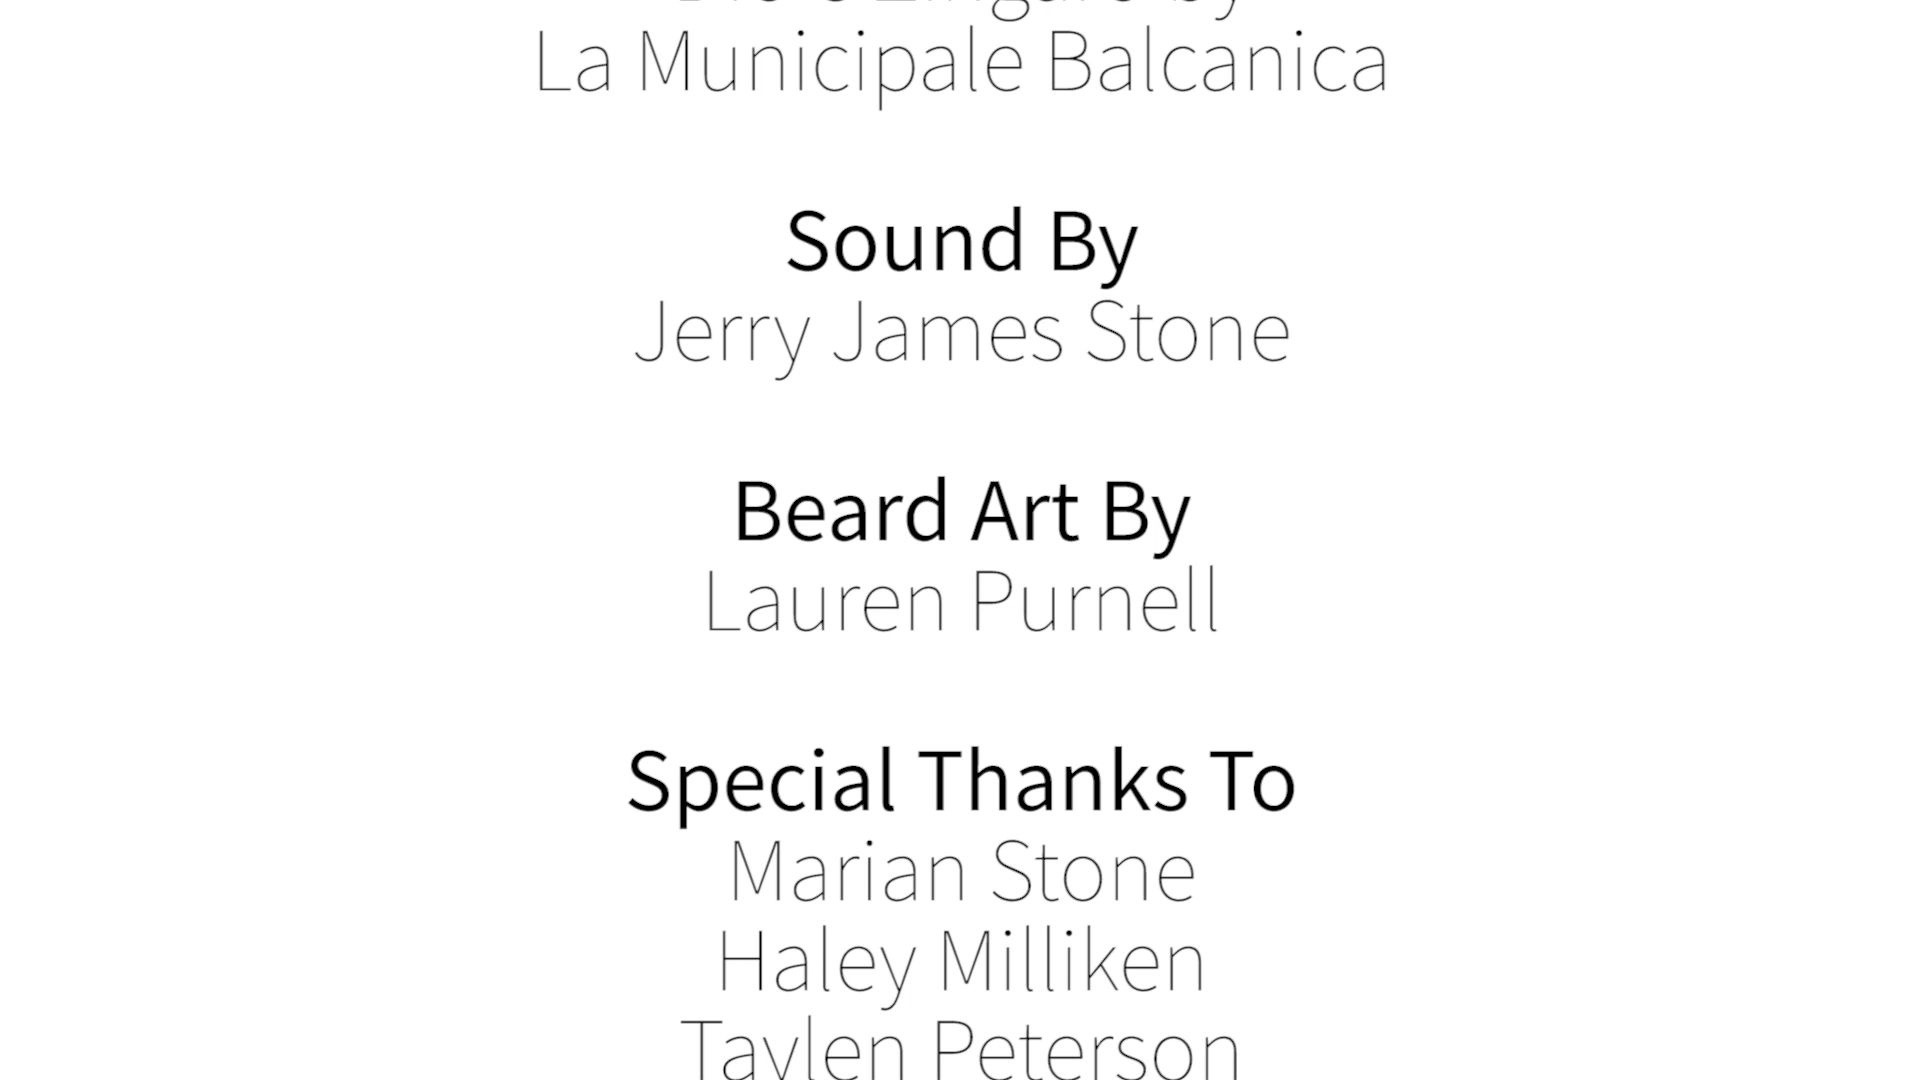 by
La Municipale Balcanica
Sound By
Jerry James Stone
Beard Art By
Lauren Purnell
Special Thanks To
Marian Stone
Haley Milliken
Taylen Peterson